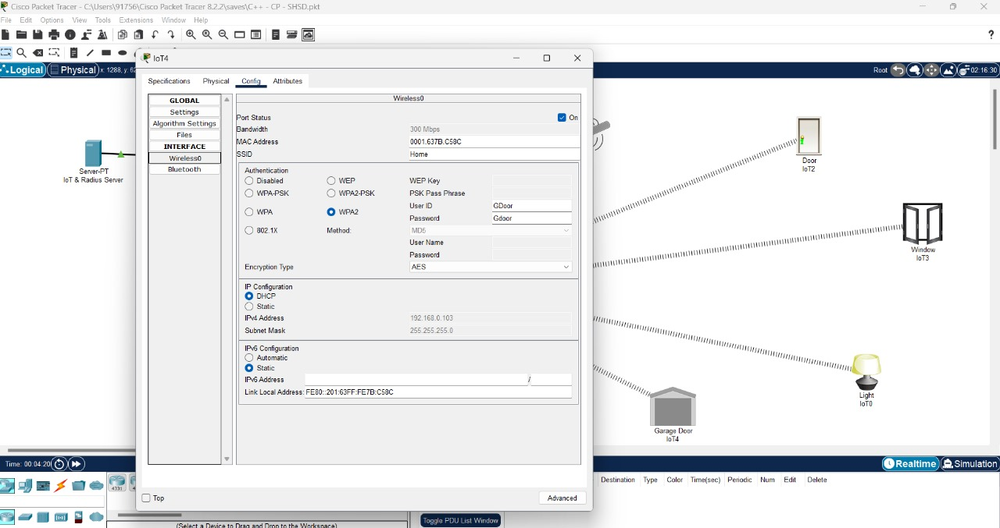 Cisco Packet Tracer - C:\Users\91756\Cisco Packet Tracer 8.2.2\saves\C++ - CP - SHSD.pkt
File Edit Options View Tools Extensions Window Help
Logical Physical x: 1288, y: 62
Root 02:16:30
IoT4
Specifications Physical Config Attributes
GLOBAL
Settings
Algorithm Settings
Files
INTERFACE
Wireless0
Bluetooth
Wireless0
Port Status On
Bandwidth 300 Mbps
MAC Address 0001.637B.C58C
SSID Home
Authentication
Disabled WEP WEP Key
WPA-PSK WPA2-PSK PSK Pass Phrase
User ID GDoor
WPA WPA2 Password Gdoor
802.1X Method: MD5
User Name
Password
Encryption Type AES
IP Configuration
DHCP
Static
IPv4 Address 192.168.0.103
Subnet Mask 255.255.255.0
IPv6 Configuration
Automatic
Static
IPv6 Address /
Link Local Address: FE80::201:63FF:FE7B:C58C
Top Advanced
Server-PT
IoT & Radius Server
Door
IoT2
Window
IoT3
Light
IoT0
Garage Door
IoT4
Time: 00:04:20 Realtime Simulation
4331
Destination Type Color Time(sec) Periodic Num Edit Delete
Toggle PDU List Window
(Select a Device to Drag and Drop to the Workspace)